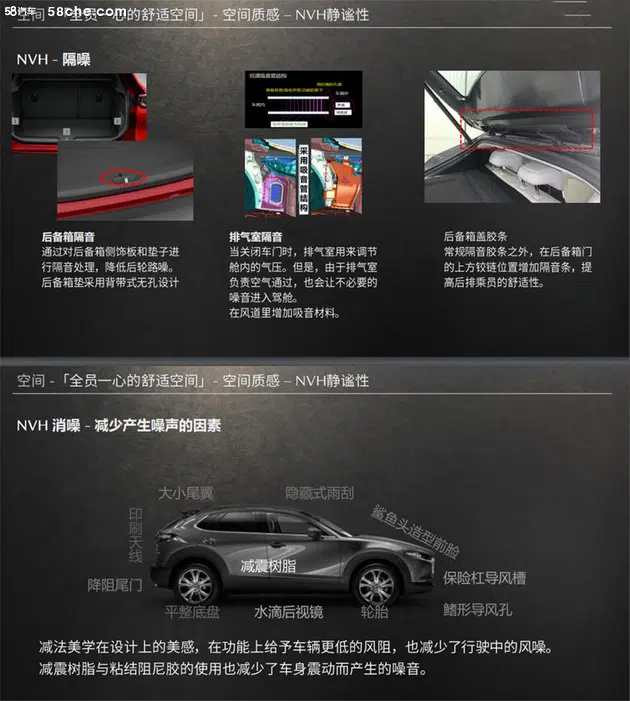 空间 -「全员一心的舒适空间」- 空间质感 – NVH静谧性
58汽车 58che.com
NVH - 隔噪
采用吸音管结构
后备箱隔音
通过对后备箱侧饰板和垫子进
行隔音处理，降低后轮路噪。
后备箱垫采用背带式无孔设计
排气室隔音
当关闭车门时，排气室用来调节
舱内的气压。但是，由于排气室
负责空气通过，也会让不必要的
噪音进入驾舱。
在风道里增加吸音材料。
后备箱盖胶条
常规隔音胶条之外，在后备箱门
的上方铰链位置增加隔音条，提
高后排乘员的舒适性。
空间 -「全员一心的舒适空间」- 空间质感 – NVH静谧性
NVH 消噪 - 减少产生噪声的因素
大小尾翼
隐藏式雨刮
印刷天线
鲨鱼头造型前脸
减震树脂
降阻尾门
保险杠导风槽
平整底盘
水滴后视镜
轮胎
鳍形导风孔
减法美学在设计上的美感，在功能上给予车辆更低的风阻，也减少了行驶中的风噪。
减震树脂与粘结阻尼胶的使用也减少了车身震动而产生的噪音。